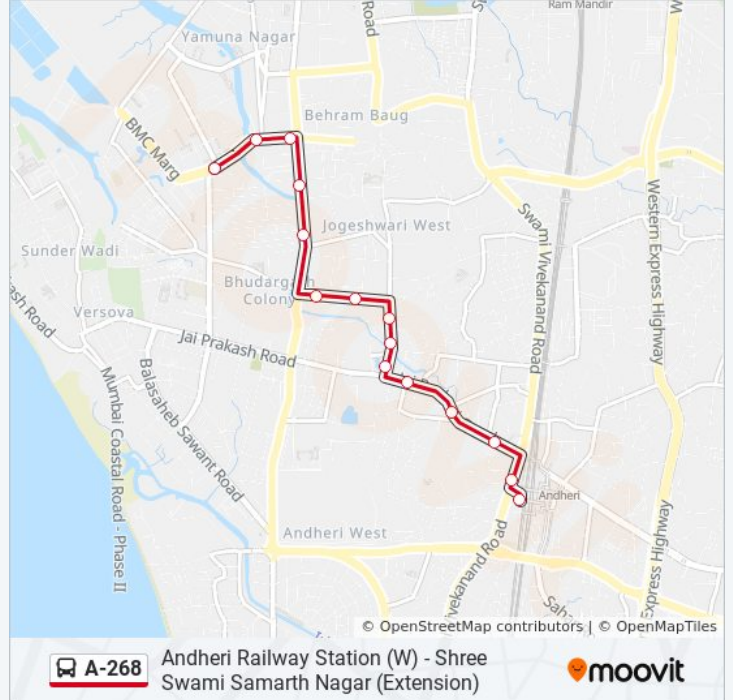 Ram Mandir
Yamuna Nagar
Road
Behram Baug
BMC Marg
Jogeshwari West
Swami Vivekanand Road
Western Express Highway
Sunder Wadi
Bhudargarh
Colony
Versova
ash Road
Jai Prakash Road
Balasaheb Sawant Road
Mumbai Coastal Road - Phase II
Andheri
Andheri West
Vivekanand Road
Express Highway
Saha
© OpenStreetMap contributors | © OpenMapTiles
A-268
Andheri Railway Station (W) - Shree
Swami Samarth Nagar (Extension)
moovit